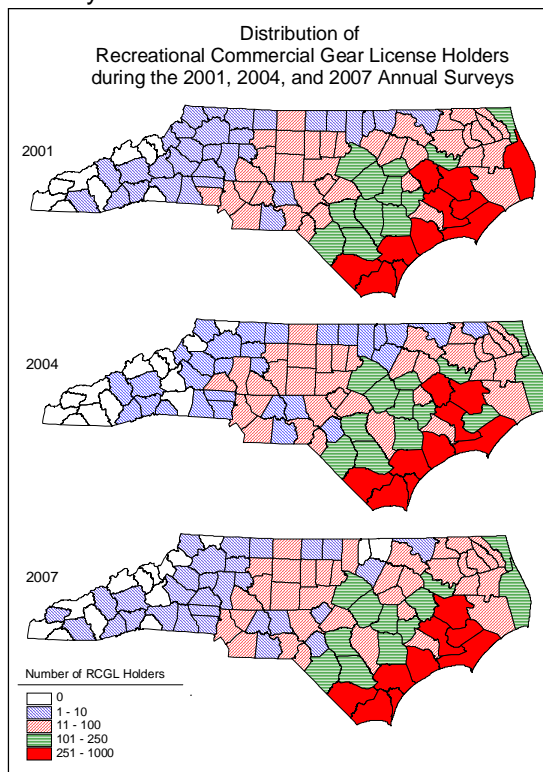 Distribution of
Recreational Commercial Gear License Holders
during the 2001, 2004, and 2007 Annual Surveys
2001
2004
2007
Number of RCGL Holders
0
1 - 10
11 - 100
101 - 250
251 - 1000